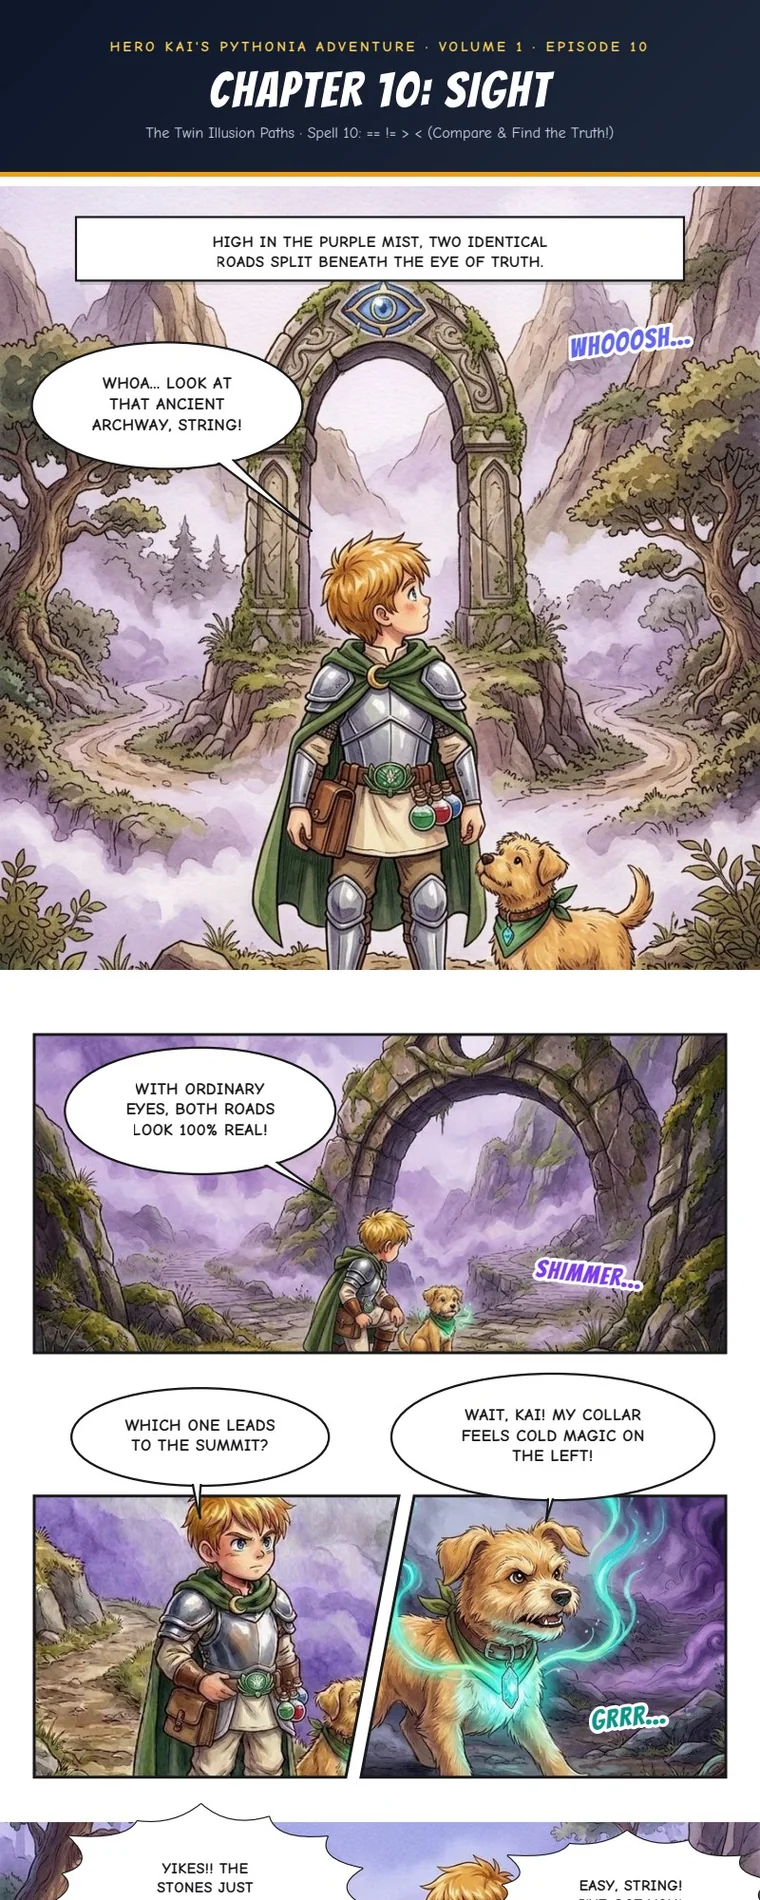 HERO KAI'S PYTHONIA ADVENTURE · VOLUME 1 · EPISODE 10
CHAPTER 10: SIGHT
The Twin Illusion Paths · Spell 10: == != > < (Compare & Find the Truth!)
HIGH IN THE PURPLE MIST, TWO IDENTICAL
ROADS SPLIT BENEATH THE EYE OF TRUTH.
WHOOOSH...
WHOA... LOOK AT
THAT ANCIENT
ARCHWAY, STRING!
WITH ORDINARY
EYES, BOTH ROADS
LOOK 100% REAL!
SHIMMER...
WHICH ONE LEADS
TO THE SUMMIT?
WAIT, KAI! MY COLLAR
FEELS COLD MAGIC ON
THE LEFT!
GRRR...
YIKES!! THE
STONES JUST
EASY, STRING!